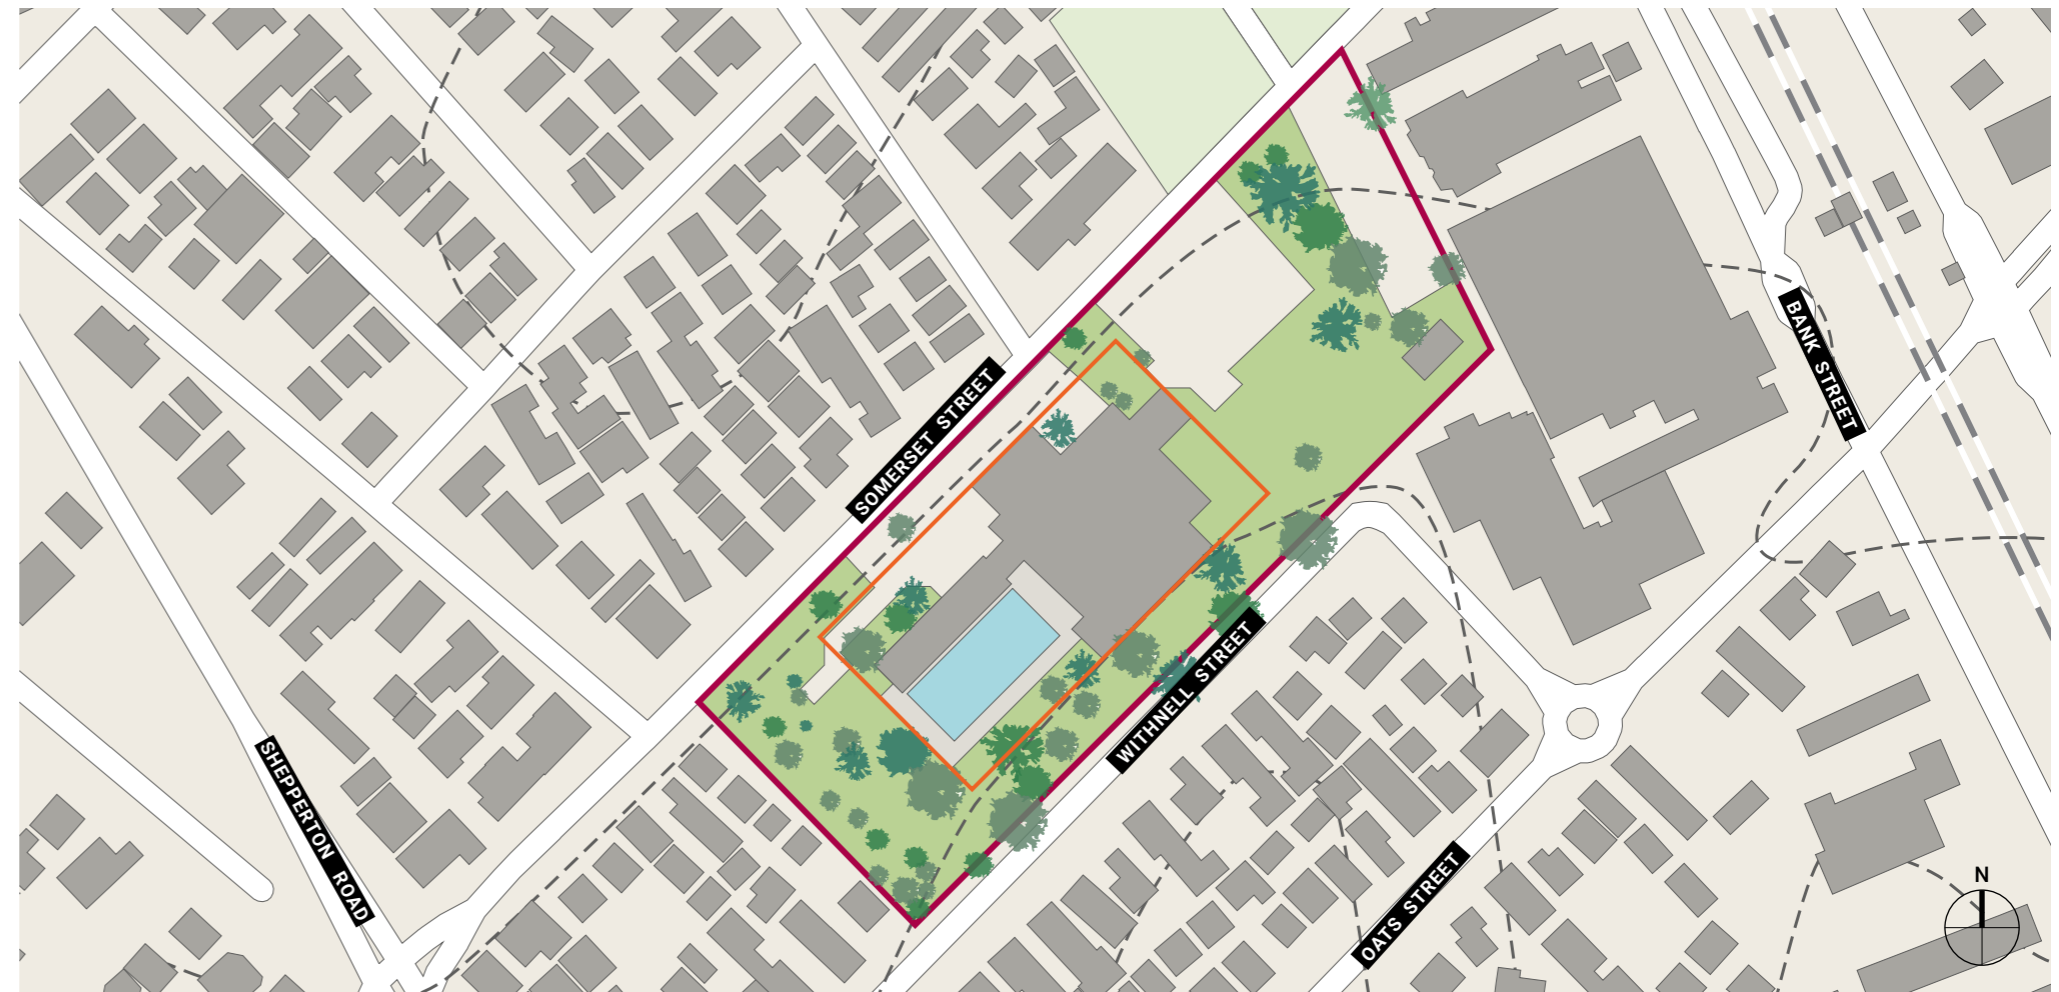 BANK STREET
SOMERSET STREET
WITHNELL STREET
SHEPPERTON ROAD
OATS STREET
N